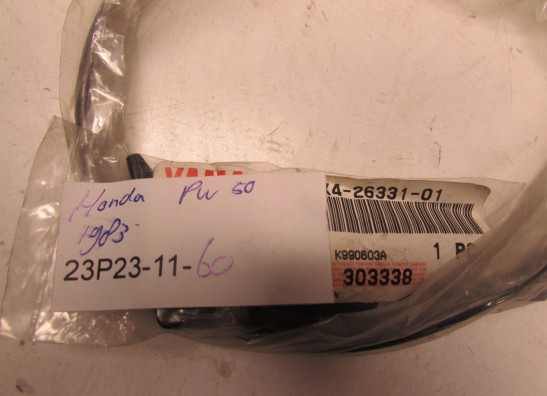 YAMA
X4-26331-01
Honda PW 50
1983
K990603A
1 P
23P23-11-60
303338